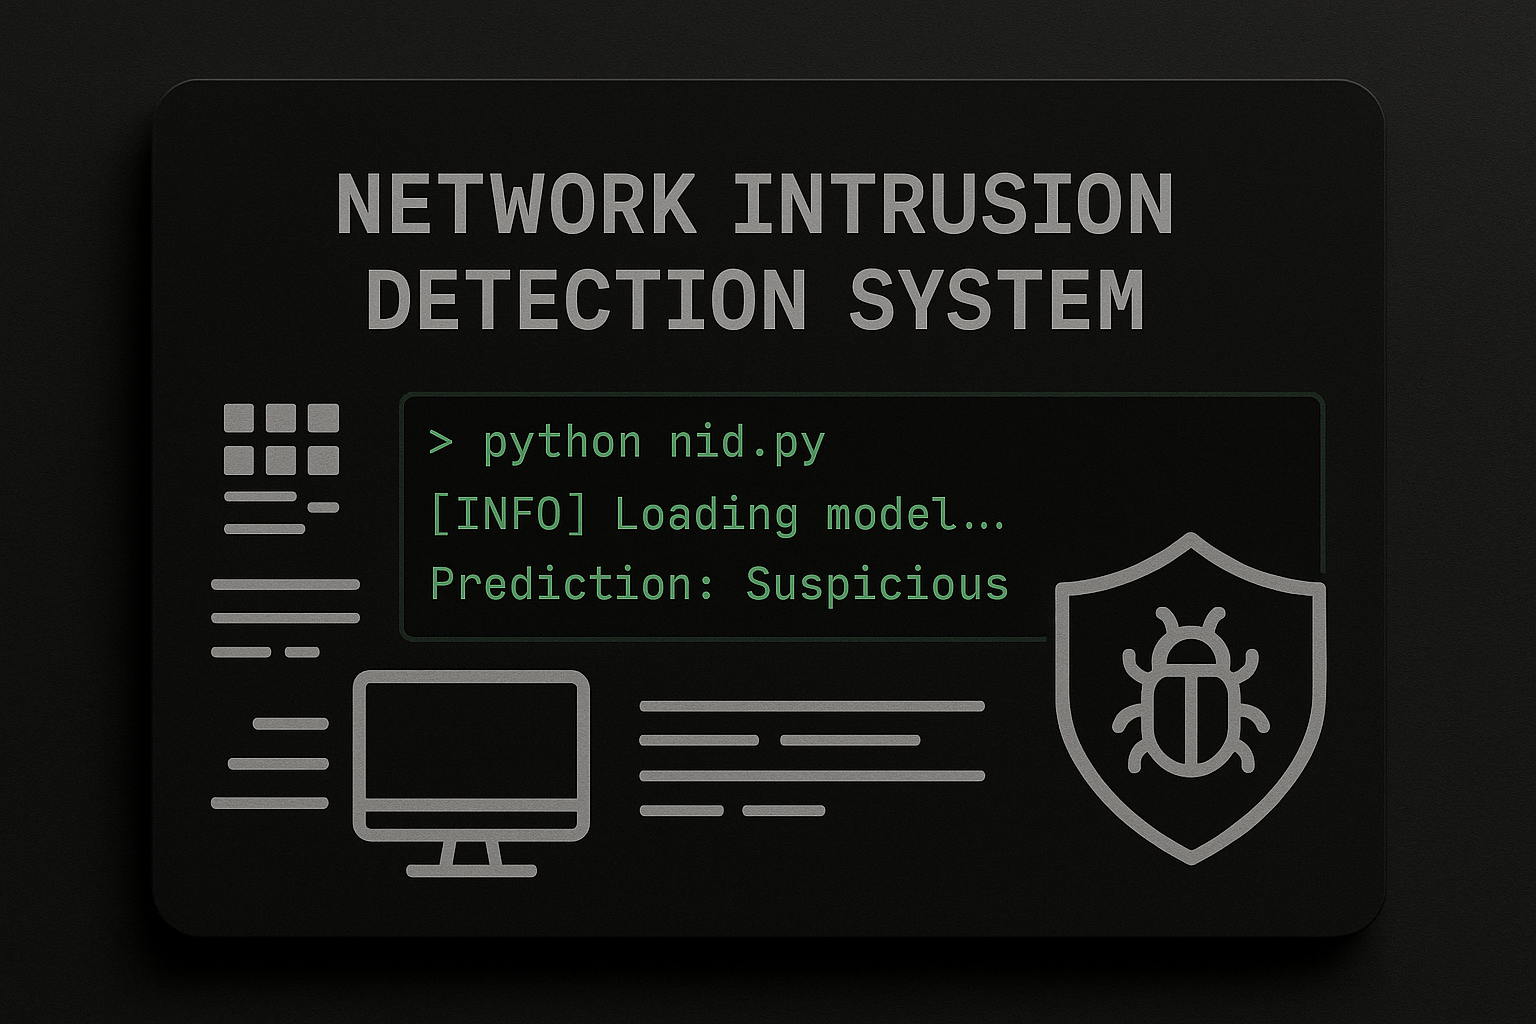 NETWORK INTRUSION
DETECTION SYSTEM
> python nid.py
[INFO] Loading model...
Prediction: Suspicious